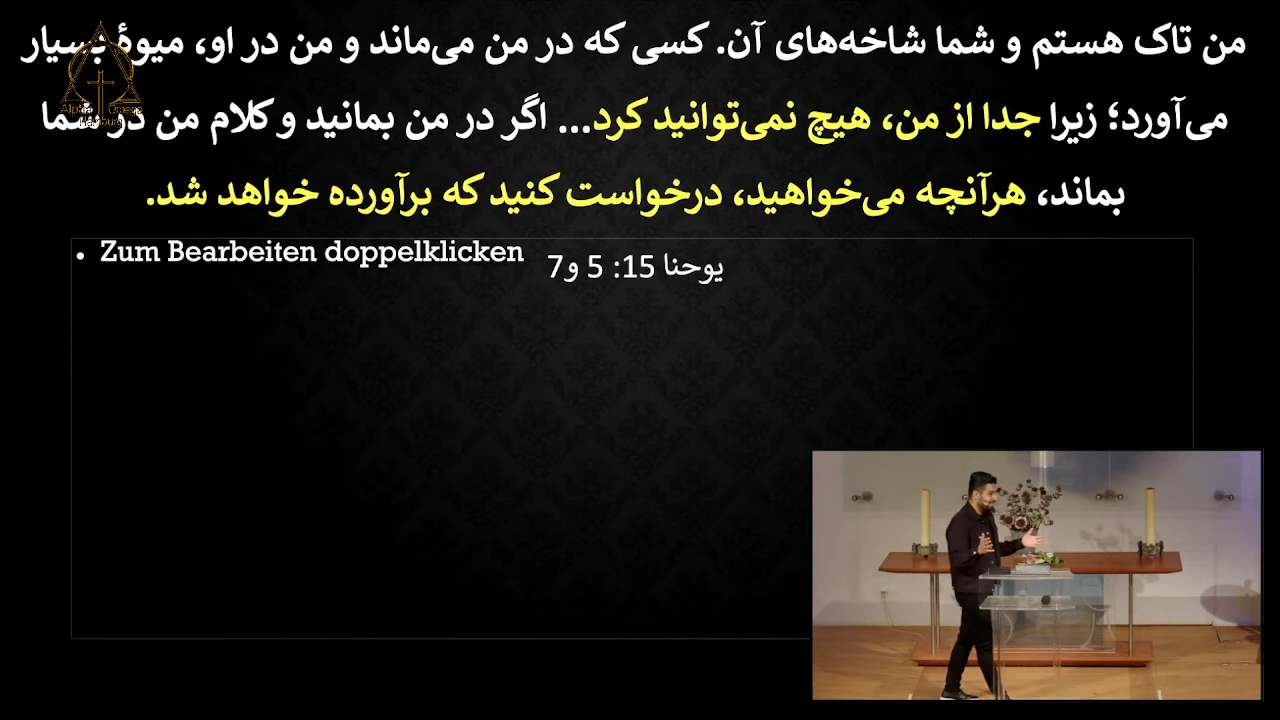 من تاک هستم و شما شاخه‌های آن. کسی که در من می‌ماند و من در او، میوهٔ بسیار
می‌آورد؛ زیرا جدا از من، هیچ نمی‌توانید کرد... اگر در من بمانید و کلام من در شما
بماند، هرآنچه می‌خواهید، درخواست کنید که برآورده خواهد شد.
• Zum Bearbeiten doppelklicken
یوحنا 15: 5 و7
Alpha Omega